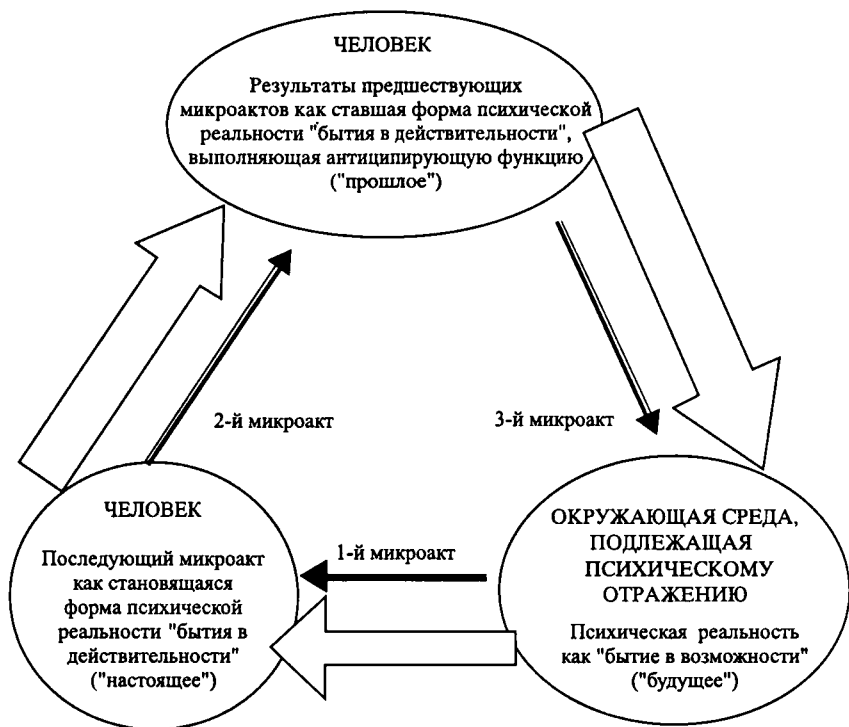 ЧЕЛОВЕК
Результаты предшествующих
микроактов как ставшая форма психической
реальности "бытия в действительности",
выполняющая антиципирующую функцию
("прошлое")
2-й микроакт
3-й микроакт
ЧЕЛОВЕК
Последующий микроакт
как становящаяся
форма психической
реальности "бытия в
действительности"
("настоящее")
1-й микроакт
ОКРУЖАЮЩАЯ СРЕДА,
ПОДЛЕЖАЩАЯ
ПСИХИЧЕСКОМУ
ОТРАЖЕНИЮ
Психическая реальность
как "бытие в возможности"
("будущее")